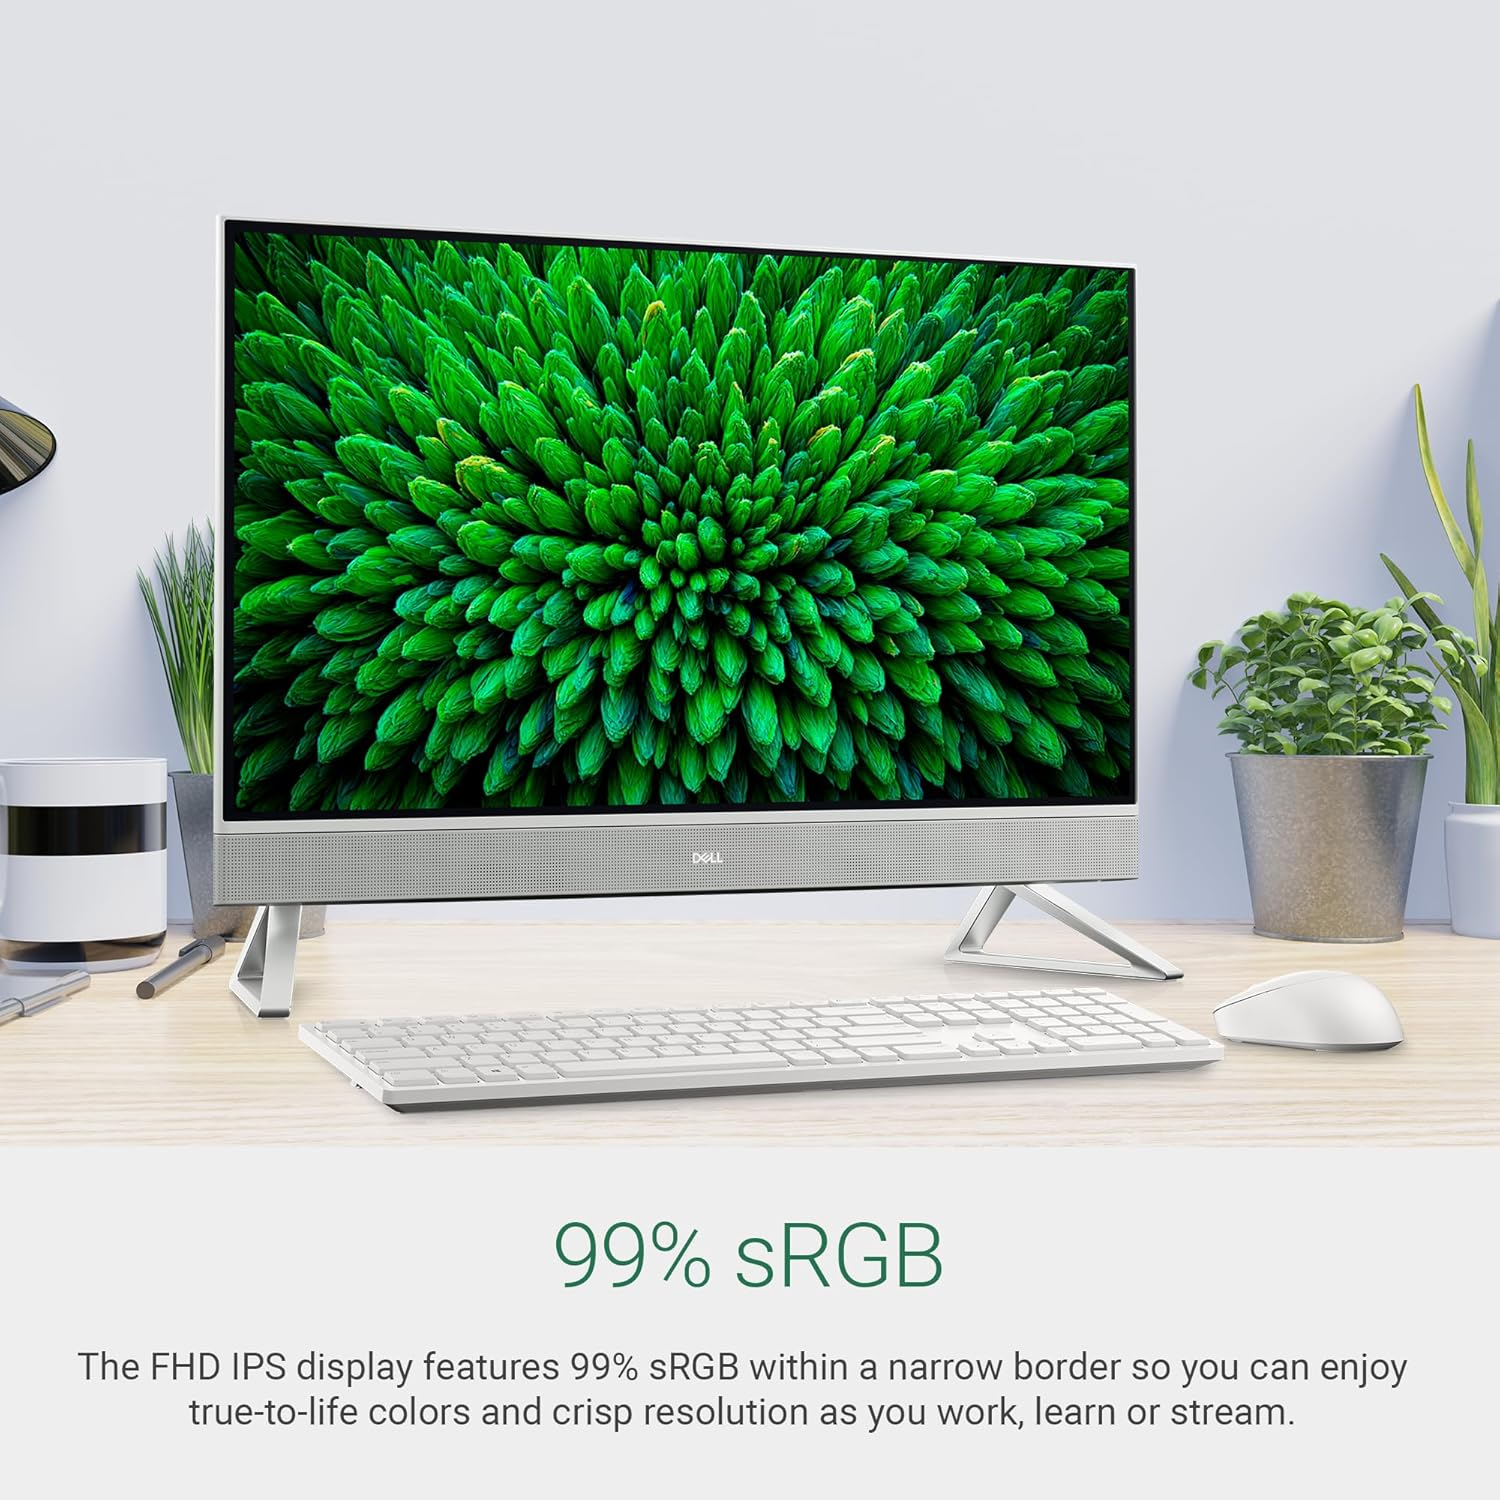 DELL
99% sRGB
The FHD IPS display features 99% sRGB within a narrow border so you can enjoy
true-to-life colors and crisp resolution as you work, learn or stream.